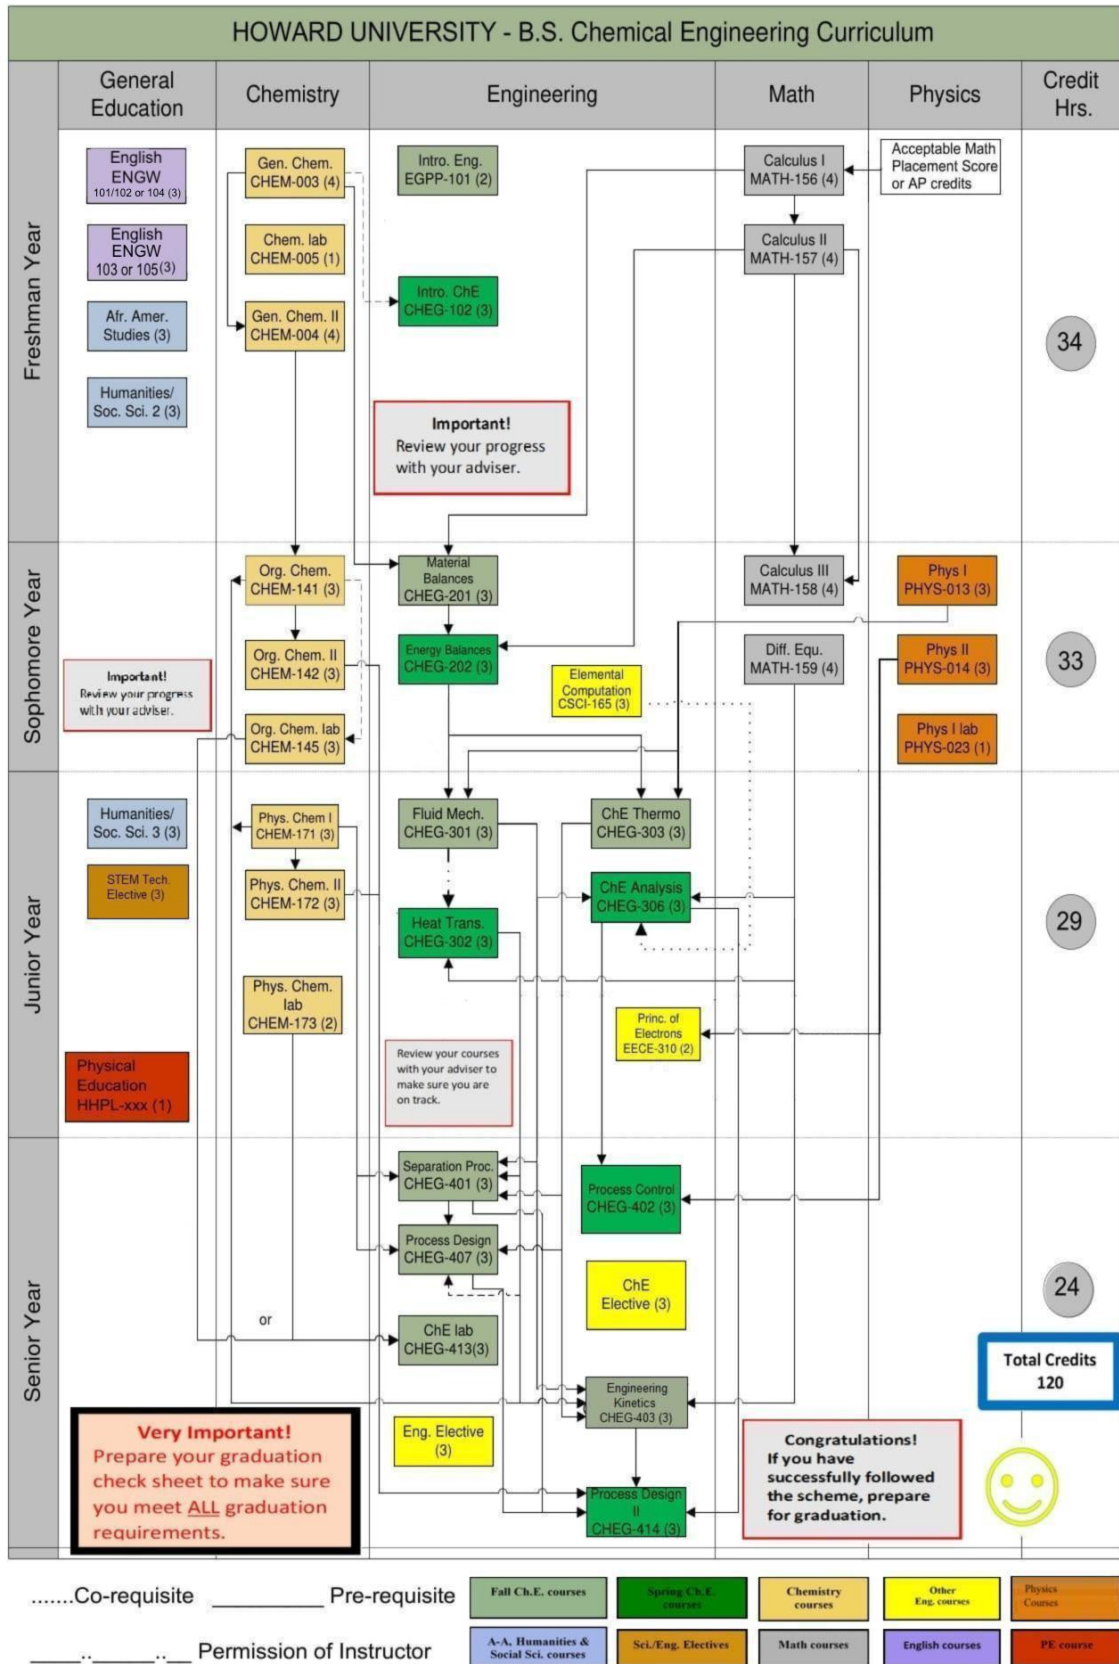 HOWARD UNIVERSITY - B.S. Chemical Engineering Curriculum
General
Education
Chemistry
Engineering
Math
Physics
Credit
Hrs.
Freshman Year
English
ENGW
101/102 or 104 (3)
Gen. Chem.
CHEM-003 (4)
Intro. Eng.
EGPP-101 (2)
Calculus I
MATH-156 (4)
Acceptable Math
Placement Score
or AP credits
English
ENGW
103 or 105(3)
Chem. lab
CHEM-005 (1)
Calculus II
MATH-157 (4)
Intro. ChE
CHEG-102 (3)
Afr. Amer.
Studies (3)
Gen. Chem. II
CHEM-004 (4)
34
Humanities/
Soc. Sci. 2 (3)
Important!
Review your progress
with your adviser.
Sophomore Year
Org. Chem.
CHEM-141 (3)
Material
Balances
CHEG-201 (3)
Calculus III
MATH-158 (4)
Phys I
PHYS-013 (3)
Org. Chem. II
CHEM-142 (3)
Energy Balances
CHEG-202 (3)
Diff. Equ.
MATH-159 (4)
Phys II
PHYS-014 (3)
33
Important!
Review your progress
with your adviser.
Elemental
Computation
CSCI-165 (3)
Org. Chem. lab
CHEM-145 (3)
Phys I lab
PHYS-023 (1)
Junior Year
Humanities/
Soc. Sci. 3 (3)
Phys. Chem I
CHEM-171 (3)
Fluid Mech.
CHEG-301 (3)
ChE Thermo
CHEG-303 (3)
STEM Tech.
Elective (3)
Phys. Chem. II
CHEM-172 (3)
ChE Analysis
CHEG-306 (3)
Heat Trans.
CHEG-302 (3)
29
Phys. Chem.
lab
CHEM-173 (2)
Princ. of
Electrons
EECE-310 (2)
Physical
Education
HHPL-xxx (1)
Review your courses
with your adviser to
make sure you are
on track.
Senior Year
Separation Proc.
CHEG-401 (3)
Process Control
CHEG-402 (3)
Process Design
CHEG-407 (3)
ChE
Elective (3)
24
or
ChE lab
CHEG-413(3)
Total Credits
120
Engineering
Kinetics
CHEG-403 (3)
Very Important!
Prepare your graduation
check sheet to make sure
you meet ALL graduation
requirements.
Eng. Elective
(3)
Congratulations!
If you have
successfully followed
the scheme, prepare
for graduation.
Process Design
II
CHEG-414 (3)
.......Co-requisite __________ Pre-requisite
____..______..__ Permission of Instructor
Fall Ch.E. courses
Spring Ch.E.
courses
Chemistry
courses
Other
Eng. courses
Physics
Courses
A-A, Humanities &
Social Sci. courses
Sci./Eng. Electives
Math courses
English courses
PE course